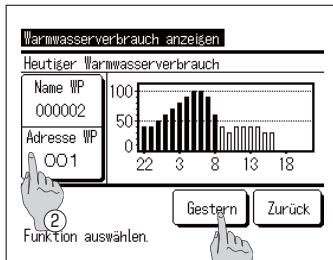 Warmwasserverbrauch anzeigen
Heutiger Warmwasserverbrauch
Name WP
000002
Adresse WP
001
100
50
0
22 3 8 13 18
②
Gestern Zurück
Funktion auswählen.